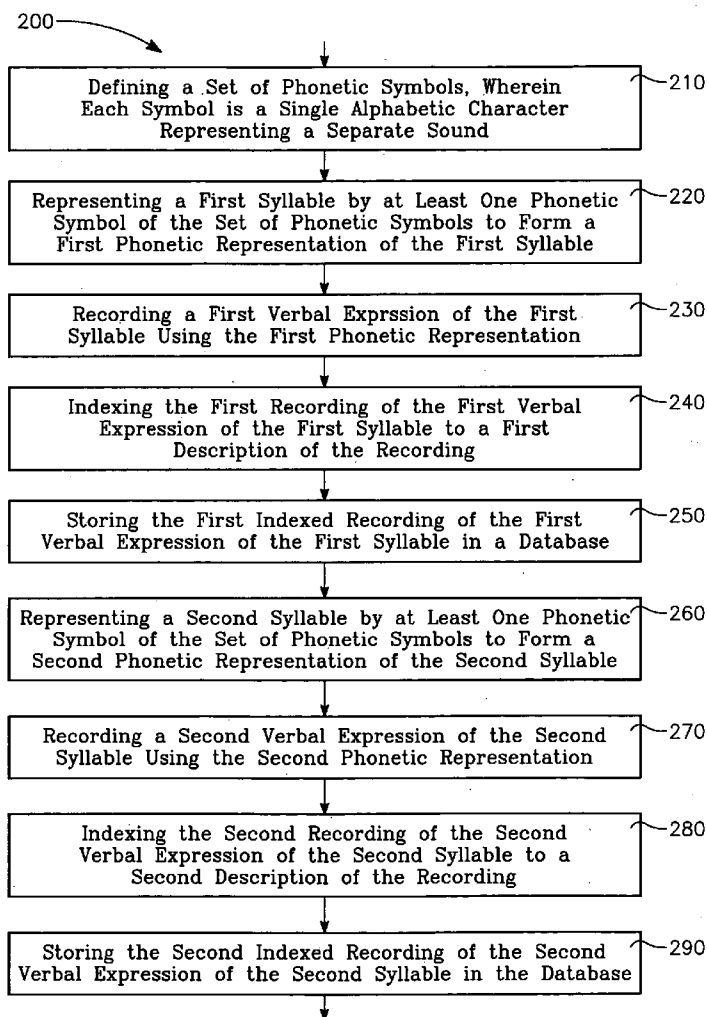 200
Defining a Set of Phonetic Symbols, Wherein
Each Symbol is a Single Alphabetic Character
Representing a Separate Sound
210
Representing a First Syllable by at Least One Phonetic
Symbol of the Set of Phonetic Symbols to Form a
First Phonetic Representation of the First Syllable
220
Recording a First Verbal Exprssion of the First
Syllable Using the First Phonetic Representation
230
Indexing the First Recording of the First Verbal
Expression of the First Syllable to a First
Description of the Recording
240
Storing the First Indexed Recording of the First
Verbal Expression of the First Syllable in a Database
250
Representing a Second Syllable by at Least One Phonetic
Symbol of the Set of Phonetic Symbols to Form a
Second Phonetic Representation of the Second Syllable
260
Recording a Second Verbal Expression of the Second
Syllable Using the Second Phonetic Representation
270
Indexing the Second Recording of the Second
Verbal Expression of the Second Syllable to a
Second Description of the Recording
280
Storing the Second Indexed Recording of the Second
Verbal Expression of the Second Syllable in the Database
290